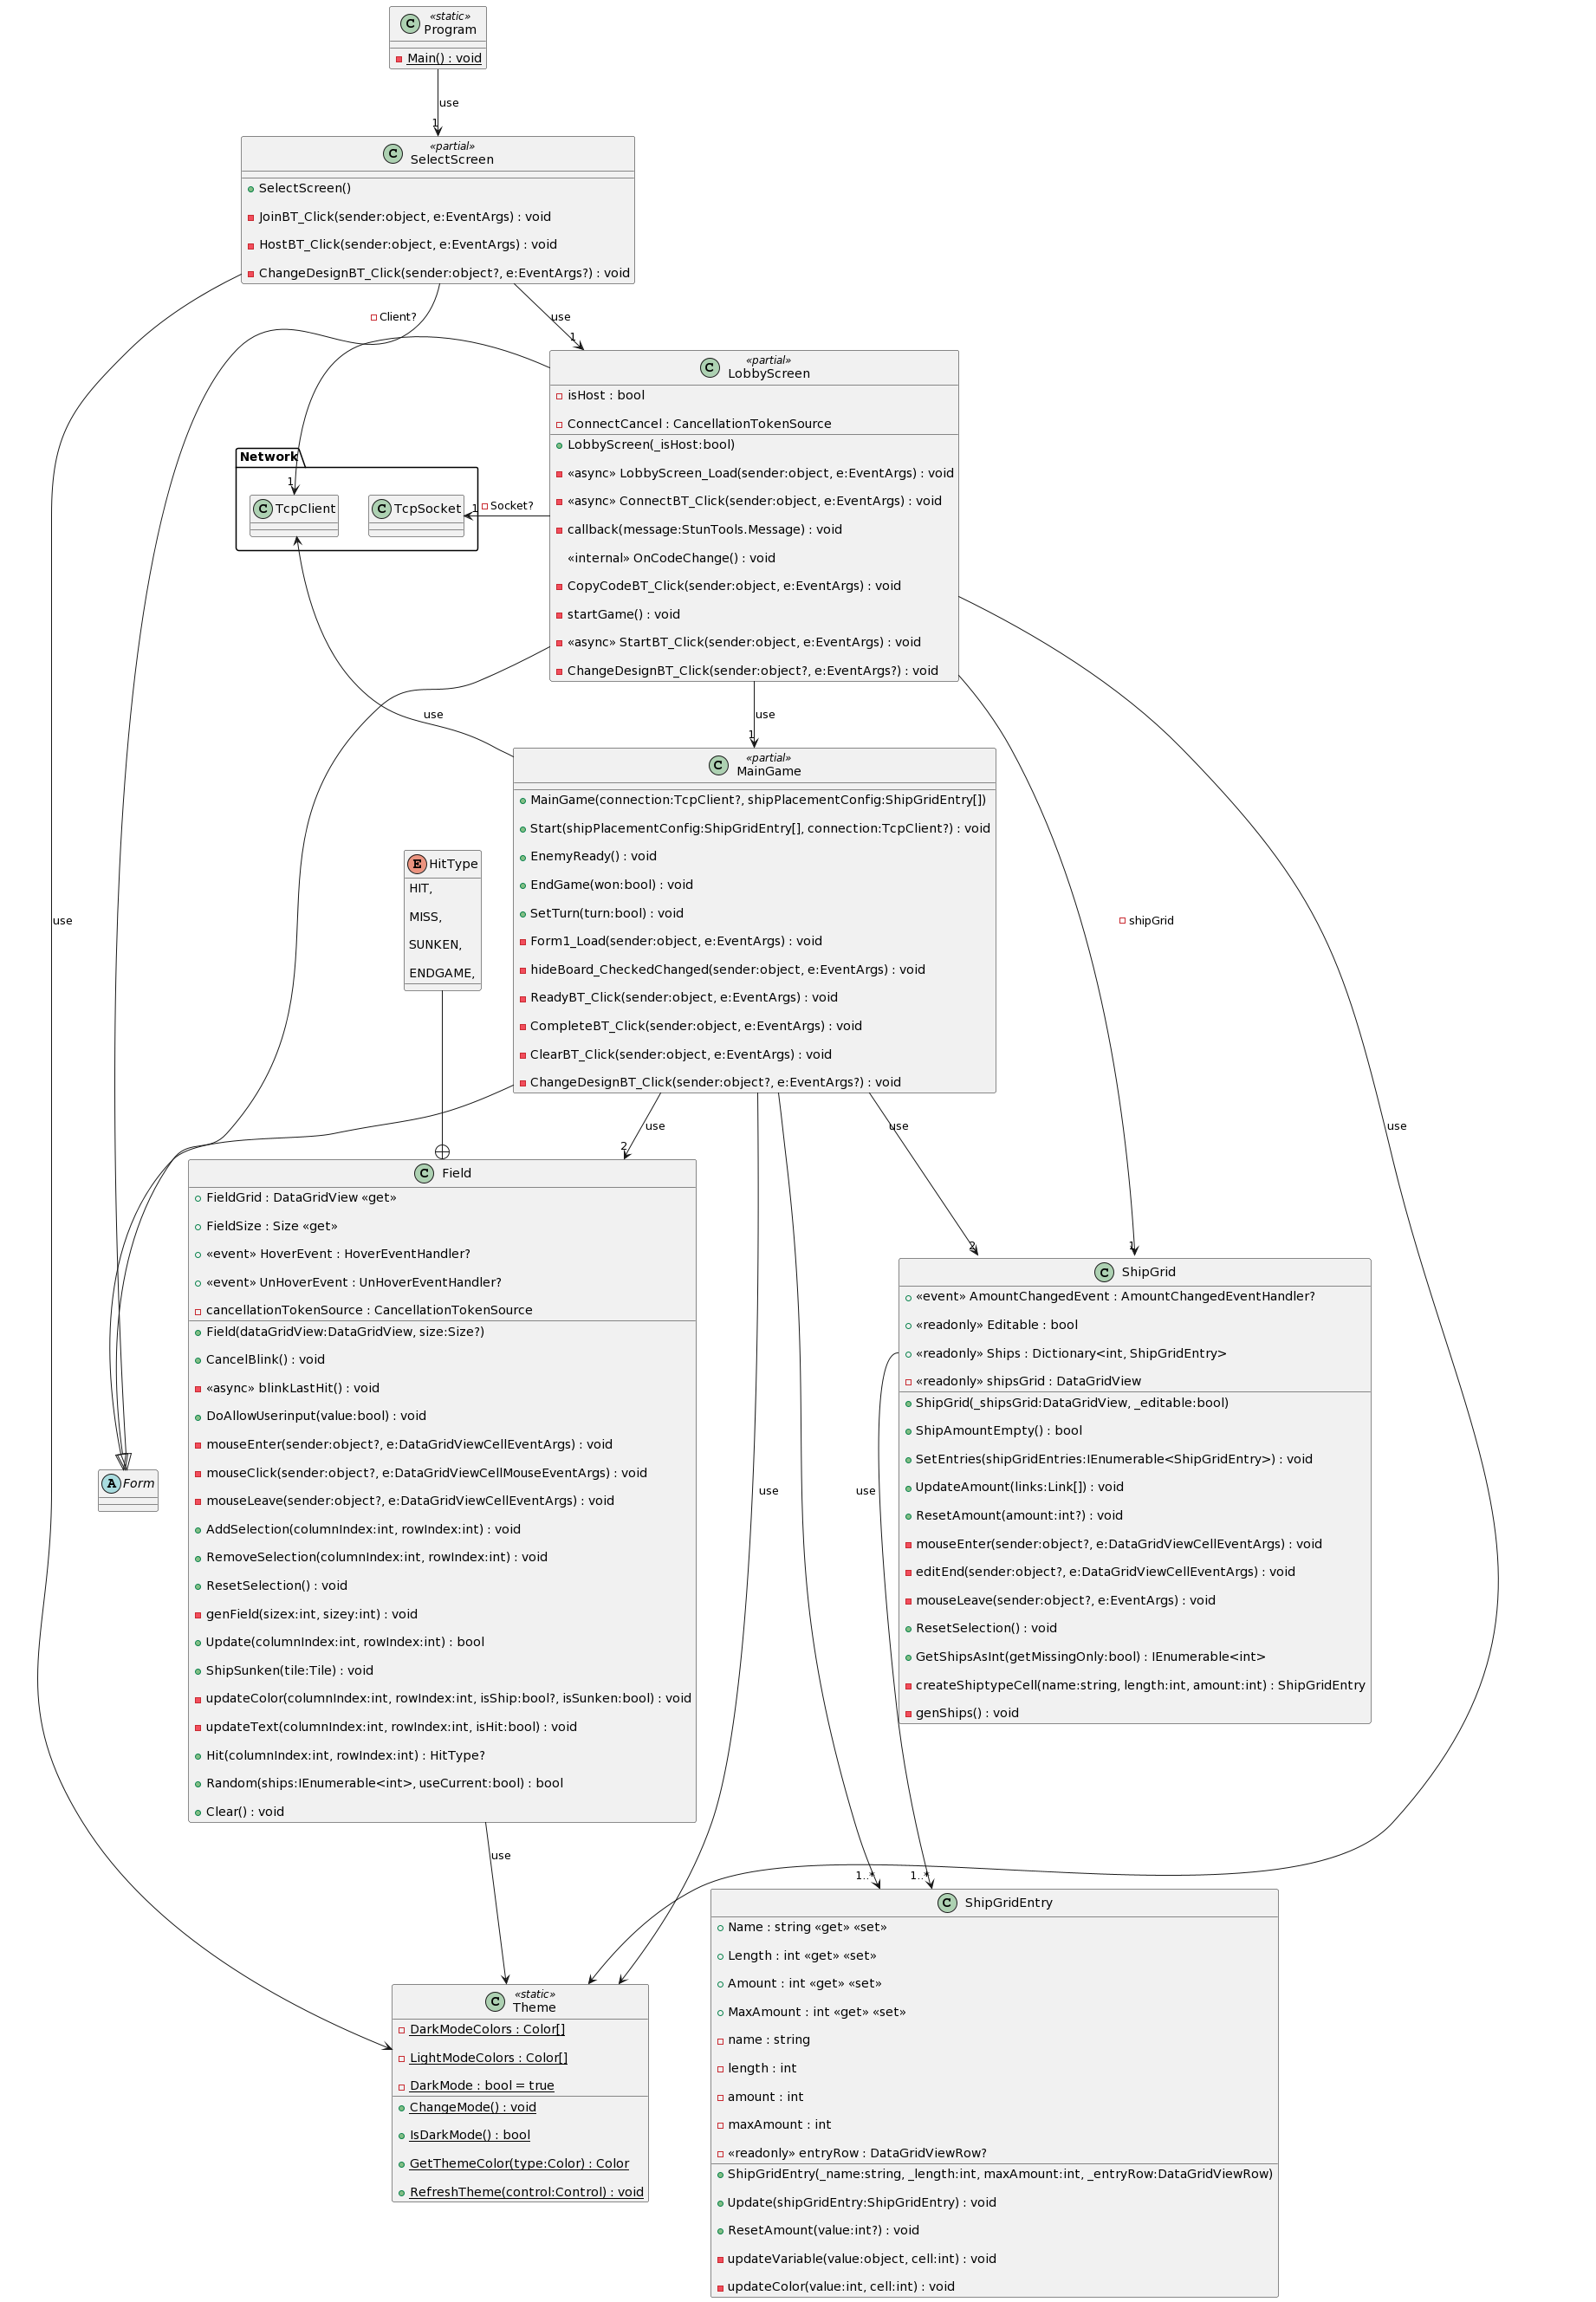 «static»
Program
Main() : void
use
1
«partial»
SelectScreen
SelectScreen()
JoinBT_Click(sender:object, e:EventArgs) : void
HostBT_Click(sender:object, e:EventArgs) : void
ChangeDesignBT_Click(sender:object?, e:EventArgs?) : void
Client?
use
1
«partial»
LobbyScreen
isHost : bool
ConnectCancel : CancellationTokenSource
LobbyScreen(_isHost:bool)
«async» LobbyScreen_Load(sender:object, e:EventArgs) : void
«async» ConnectBT_Click(sender:object, e:EventArgs) : void
callback(message:StunTools.Message) : void
«internal» OnCodeChange() : void
CopyCodeBT_Click(sender:object, e:EventArgs) : void
startGame() : void
«async» StartBT_Click(sender:object, e:EventArgs) : void
ChangeDesignBT_Click(sender:object?, e:EventArgs?) : void
Network
1
TcpClient
TcpSocket
1
Socket?
use
use
1
«partial»
MainGame
MainGame(connection:TcpClient?, shipPlacementConfig:ShipGridEntry[])
Start(shipPlacementConfig:ShipGridEntry[], connection:TcpClient?) : void
EnemyReady() : void
EndGame(won:bool) : void
SetTurn(turn:bool) : void
Form1_Load(sender:object, e:EventArgs) : void
hideBoard_CheckedChanged(sender:object, e:EventArgs) : void
ReadyBT_Click(sender:object, e:EventArgs) : void
CompleteBT_Click(sender:object, e:EventArgs) : void
ClearBT_Click(sender:object, e:EventArgs) : void
ChangeDesignBT_Click(sender:object?, e:EventArgs?) : void
HitType
HIT,
MISS,
SUNKEN,
ENDGAME,
use
shipGrid
use
2
use
2
1
use
Field
FieldGrid : DataGridView «get»
FieldSize : Size «get»
«event» HoverEvent : HoverEventHandler?
«event» UnHoverEvent : UnHoverEventHandler?
cancellationTokenSource : CancellationTokenSource
Field(dataGridView:DataGridView, size:Size?)
CancelBlink() : void
«async» blinkLastHit() : void
DoAllowUserinput(value:bool) : void
mouseEnter(sender:object?, e:DataGridViewCellEventArgs) : void
mouseClick(sender:object?, e:DataGridViewCellMouseEventArgs) : void
mouseLeave(sender:object?, e:DataGridViewCellEventArgs) : void
AddSelection(columnIndex:int, rowIndex:int) : void
RemoveSelection(columnIndex:int, rowIndex:int) : void
ResetSelection() : void
genField(sizex:int, sizey:int) : void
Update(columnIndex:int, rowIndex:int) : bool
ShipSunken(tile:Tile) : void
updateColor(columnIndex:int, rowIndex:int, isShip:bool?, isSunken:bool) : void
updateText(columnIndex:int, rowIndex:int, isHit:bool) : void
Hit(columnIndex:int, rowIndex:int) : HitType?
Random(ships:IEnumerable<int>, useCurrent:bool) : bool
Clear() : void
ShipGrid
«event» AmountChangedEvent : AmountChangedEventHandler?
«readonly» Editable : bool
«readonly» Ships : Dictionary<int, ShipGridEntry>
«readonly» shipsGrid : DataGridView
ShipGrid(_shipsGrid:DataGridView, _editable:bool)
ShipAmountEmpty() : bool
SetEntries(shipGridEntries:IEnumerable<ShipGridEntry>) : void
UpdateAmount(links:Link[]) : void
ResetAmount(amount:int?) : void
mouseEnter(sender:object?, e:DataGridViewCellEventArgs) : void
editEnd(sender:object?, e:DataGridViewCellEventArgs) : void
mouseLeave(sender:object?, e:EventArgs) : void
ResetSelection() : void
GetShipsAsInt(getMissingOnly:bool) : IEnumerable<int>
createShiptypeCell(name:string, length:int, amount:int) : ShipGridEntry
genShips() : void
Form
use
use
use
1..*
1..*
«static»
Theme
DarkModeColors : Color[]
LightModeColors : Color[]
DarkMode : bool = true
ChangeMode() : void
IsDarkMode() : bool
GetThemeColor(type:Color) : Color
RefreshTheme(control:Control) : void
ShipGridEntry
Name : string «get» «set»
Length : int «get» «set»
Amount : int «get» «set»
MaxAmount : int «get» «set»
name : string
length : int
amount : int
maxAmount : int
«readonly» entryRow : DataGridViewRow?
ShipGridEntry(_name:string, _length:int, maxAmount:int, _entryRow:DataGridViewRow)
Update(shipGridEntry:ShipGridEntry) : void
ResetAmount(value:int?) : void
updateVariable(value:object, cell:int) : void
updateColor(value:int, cell:int) : void